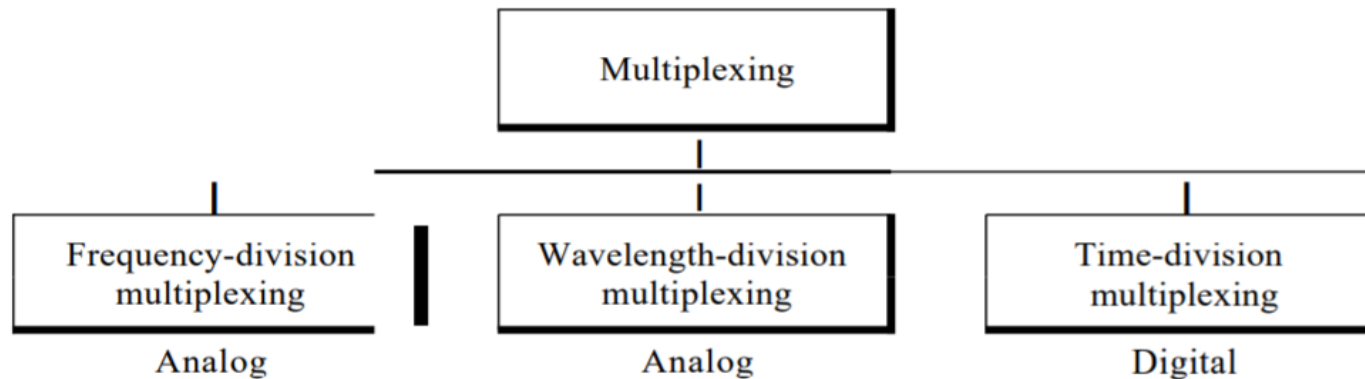 Multiplexing
Frequency-division
multiplexing
Wavelength-division
multiplexing
Time-division
multiplexing
Analog
Analog
Digital